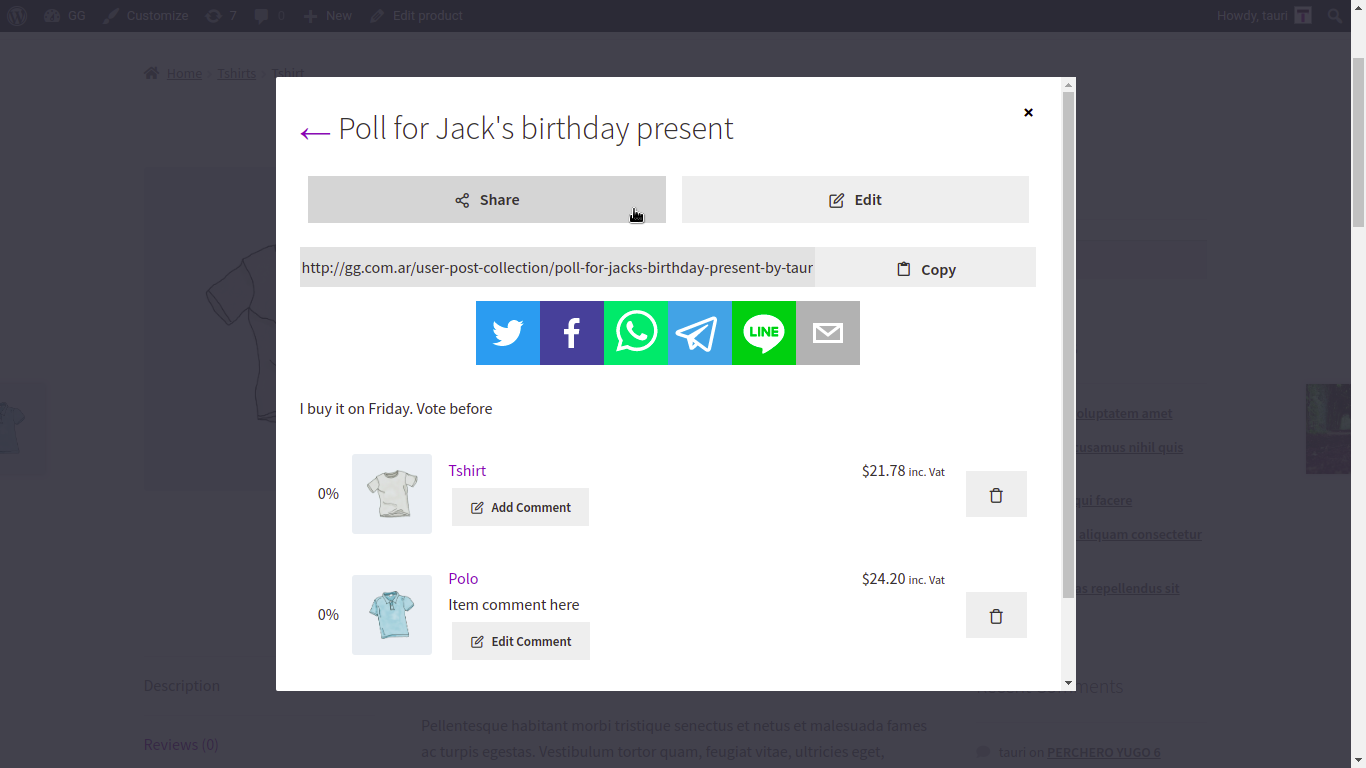 GG Customize 7 0 New Edit product Howdy, tauri
Home Tshirts Tshirt
← Poll for Jack's birthday present ×
Share Edit
http://gg.com.ar/user-post-collection/poll-for-jacks-birthday-present-by-taur Copy
LINE
I buy it on Friday. Vote before
oluptatem amet
cusamus nihil quis
Tshirt $21.78 inc. Vat
0%
Add Comment
qui facere
aliquam consectetur
Polo $24.20 inc. Vat
as repellendus sit
Item comment here
0%
Edit Comment
Description
ments
Pellentesque habitant morbi tristique senectus et netus et malesuada fames
Reviews (0)
ac turpis egestas. Vestibulum tortor quam, feugiat vitae, ultricies eget,
tauri on PERCHERO YUGO 6